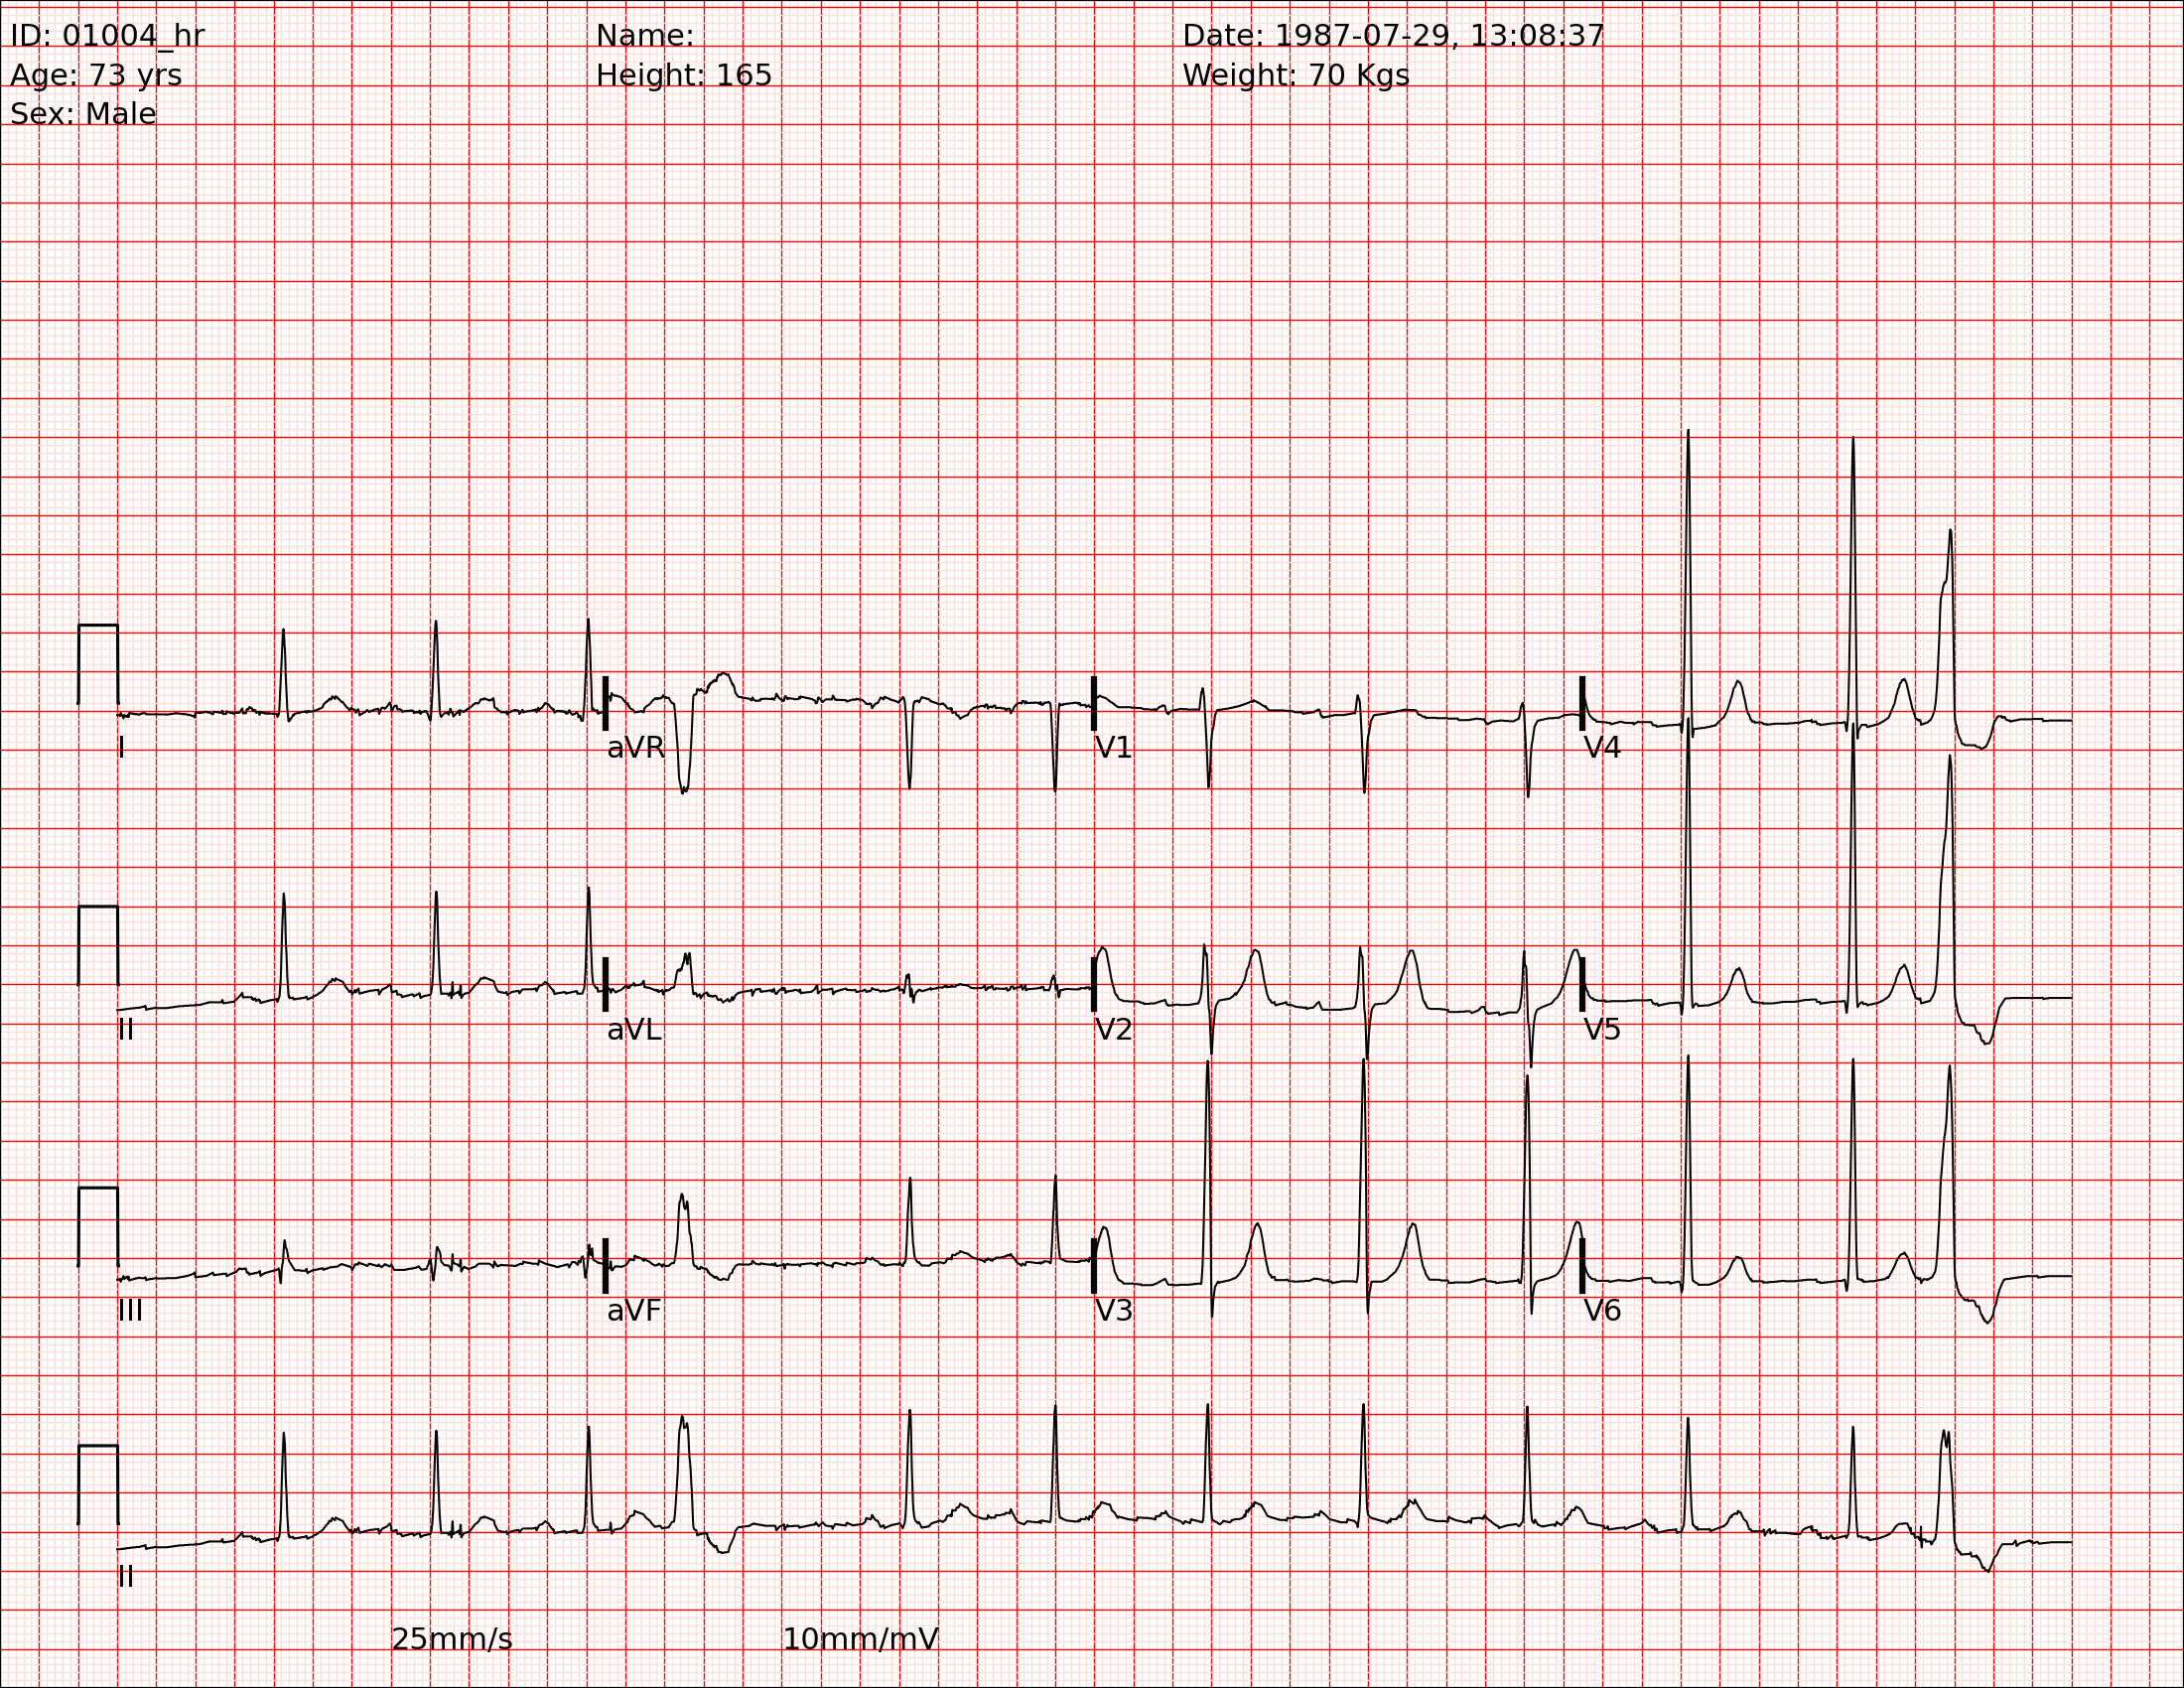 ID: 01004_hr Name: Date: 1987-07-29, 13:08:37
Age: 73 yrs Height: 165 Weight: 70 Kgs
Sex: Male
I aVR V1 V4
II aVL V2 V5
III aVF V3 V6
II
25mm/s 10mm/mV